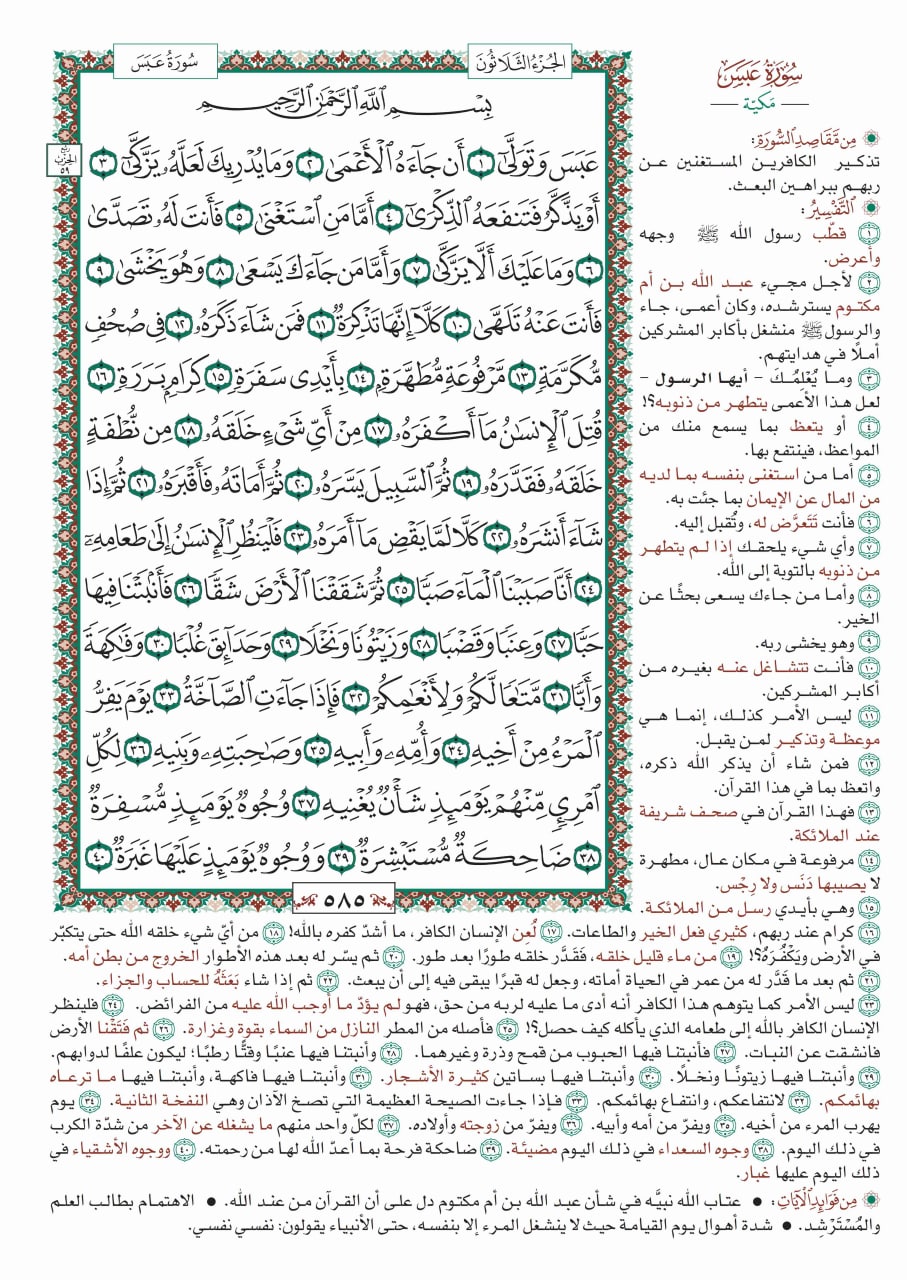 سُورَةُ عَبَسَ
الجُزْءُ الثَّلَاثُونَ
سُورَةُ عَبَسَ
مَكيّة
رُبْع الحِزْب ٥٩
بِسْمِ ٱللَّهِ ٱلرَّحْمَٰنِ ٱلرَّحِيمِ
عَبَسَ وَتَوَلَّىٰٓ ١ أَن جَآءَهُ ٱلْأَعْمَىٰ ٢ وَمَا يُدْرِيكَ لَعَلَّهُۥ يَزَّكَّىٰٓ ٣
أَوْ يَذَّكَّرُ فَتَنفَعَهُ ٱلذِّكْرَىٰٓ ٤ أَمَّا مَنِ ٱسْتَغْنَىٰ ٥ فَأَنتَ لَهُۥ تَصَدَّىٰ
٦ وَمَا عَلَيْكَ أَلَّا يَزَّكَّىٰ ٧ وَأَمَّا مَن جَآءَكَ يَسْعَىٰ ٨ وَهُوَ يَخْشَىٰ ٩
فَأَنتَ عَنْهُ تَلَهَّىٰ ١٠ كَلَّآ إِنَّهَا تَذْكِرَةٌ ١١ فَمَن شَآءَ ذَكَرَهُۥ ١٢ فِي صُحُفٍ
مُّكَرَّمَةٍ ١٣ مَّرْفُوعَةٍ مُّطَهَّرَةٍۭ ١٤ بِأَيْدِي سَفَرَةٍ ١٥ كِرَامٍۭ بَرَرَةٍ ١٦
قُتِلَ ٱلْإِنسَٰنُ مَآ أَكْفَرَهُۥ ١٧ مِنْ أَيِّ شَيْءٍ خَلَقَهُۥ ١٨ مِن نُّطْفَةٍ
خَلَقَهُۥ فَقَدَّرَهُۥ ١٩ ثُمَّ ٱلسَّبِيلَ يَسَّرَهُۥ ٢٠ ثُمَّ أَمَاتَهُۥ فَأَقْبَرَهُۥ ٢١ ثُمَّ إِذَا
شَآءَ أَنشَرَهُۥ ٢٢ كَلَّا لَمَّا يَقْضِ مَآ أَمَرَهُۥ ٢٣ فَلْيَنظُرِ ٱلْإِنسَٰنُ إِلَىٰ طَعَامِهِۦٓ
٢٤ أَنَّا صَبَبْنَا ٱلْمَآءَ صَبًّا ٢٥ ثُمَّ شَقَقْنَا ٱلْأَرْضَ شَقًّا ٢٦ فَأَنۢبَتْنَا فِيهَا
حَبًّا ٢٧ وَعِنَبًا وَقَضْبًا ٢٨ وَزَيْتُونًا وَنَخْلًا ٢٩ وَحَدَآئِقَ غُلْبًا ٣٠ وَفَٰكِهَةً
وَأَبًّا ٣١ مَّتَٰعًا لَّكُمْ وَلِأَنْعَٰمِكُمْ ٣٢ فَإِذَا جَآءَتِ ٱلصَّآخَّةُ ٣٣ يَوْمَ يَفِرُّ
ٱلْمَرْءُ مِنْ أَخِيهِ ٣٤ وَأُمِّهِۦ وَأَبِيهِ ٣٥ وَصَٰحِبَتِهِۦ وَبَنِيهِ ٣٦ لِكُلِّ
ٱمْرِئٍ مِّنْهُمْ يَوْمَئِذٍ شَأْنٌ يُغْنِيهِ ٣٧ وُجُوهٌ يَوْمَئِذٍ مُّسْفِرَةٌ
٣٨ ضَاحِكَةٌ مُّسْتَبْشِرَةٌ ٣٩ وَوُجُوهٌ يَوْمَئِذٍ عَلَيْهَا غَبَرَةٌ ٤٠
٥٨٥
مِن مَّقَاصِدِ السُّورَةِ:
تذكير الكافرين المستغنين عن
ربهم ببراهين البعث.
التَّفْسِيرُ:
١ قطَّب رسول الله ﷺ وجهه
وأعرض.
٢ لأجل مجيء عبد الله بن أم
مكتوم يسترشده، وكان أعمى، جاء
والرسول ﷺ منشغل بأكابر المشركين
أملًا في هدايتهم.
٣ وما يُعْلِمُكَ – أيها الرسول –
لعل هذا الأعمى يتطهر من ذنوبه؟!
٤ أو يتعظ بما يسمع منك من
المواعظ، فينتفع بها.
٥ أما من استغنى بنفسه بما لديه
من المال عن الإيمان بما جئت به.
٦ فأنت تَتَعرَّض له، وتُقبل إليه.
٧ وأي شيء يلحقك إذا لم يتطهر
من ذنوبه بالتوبة إلى الله.
٨ وأما من جاءك يسعى بحثًا عن
الخير.
٩ وهو يخشى ربه.
١٠ فأنت تتشاغل عنه بغيره من
أكابر المشركين.
١١ ليس الأمر كذلك، إنما هي
موعظة وتذكير لمن يقبل.
١٢ فمن شاء أن يذكر الله ذكره،
واتعظ بما في هذا القرآن.
١٣ فهذا القرآن في صحف شريفة
عند الملائكة.
١٤ مرفوعة في مكان عال، مطهرة
لا يصيبها دَنَس ولا رِجْس.
١٥ وهي بأيدي رسل من الملائكة.
١٦ كرام عند ربهم، كثيري فعل الخير والطاعات. ١٧ لُعِن الإنسان الكافر، ما أشدّ كفره بالله! ١٨ من أيّ شيء خلقه الله حتى يتكبّر
في الأرض ويَكْفُرَهُ؟! ١٩ من ماء قليل خلقه، فقَدَّر خلقه طورًا بعد طور. ٢٠ ثم يسّر له بعد هذه الأطوار الخروج من بطن أمه.
٢١ ثم بعد ما قَدَّر له من عمر في الحياة أماته، وجعل له قبرًا يبقى فيه إلى أن يبعث. ٢٢ ثم إذا شاء بَعَثَهُ للحساب والجزاء.
٢٣ ليس الأمر كما يتوهم هذا الكافر أنه أدى ما عليه لربه من حق، فهو لم يؤدّ ما أوجب الله عليه من الفرائض. ٢٤ فلينظر
الإنسان الكافر بالله إلى طعامه الذي يأكله كيف حصل؟! ٢٥ فأصله من المطر النازل من السماء بقوة وغزارة. ٢٦ ثم فَتَقْنا الأرض
فانشقت عن النبات. ٢٧ فأنبتنا فيها الحبوب من قمح وذرة وغيرهما. ٢٨ وأنبتنا فيها عنبًا وقتًّا رطبًا؛ ليكون علفًا لدوابهم.
٢٩ وأنبتنا فيها زيتونًا ونخلًا. ٣٠ وأنبتنا فيها بساتين كثيرة الأشجار. ٣١ وأنبتنا فيها فاكهة، وأنبتنا فيها ما ترعاه
بهائمكم. ٣٢ لانتفاعكم، وانتفاع بهائمكم. ٣٣ فإذا جاءت الصيحة العظيمة التي تصخ الآذان وهي النفخة الثانية. ٣٤ يوم
يهرب المرء من أخيه. ٣٥ ويفرّ من أمه وأبيه. ٣٦ ويفرّ من زوجته وأولاده. ٣٧ لكلّ واحد منهم ما يشغله عن الآخر من شدّة الكرب
في ذلك اليوم. ٣٨ وجوه السعداء في ذلك اليوم مضيئة. ٣٩ ضاحكة فرحة بما أعدّ الله لها من رحمته. ٤٠ ووجوه الأشقياء في
ذلك اليوم عليها غبار.
مِن فَوَائِدِ الآيَاتِ: • عتاب الله نبيَّه في شأن عبد الله بن أم مكتوم دل على أن القرآن من عند الله. • الاهتمام بطالب العلم
والمُسْتَرْشِد. • شدة أهوال يوم القيامة حيث لا ينشغل المرء إلا بنفسه، حتى الأنبياء يقولون: نفسي نفسي.